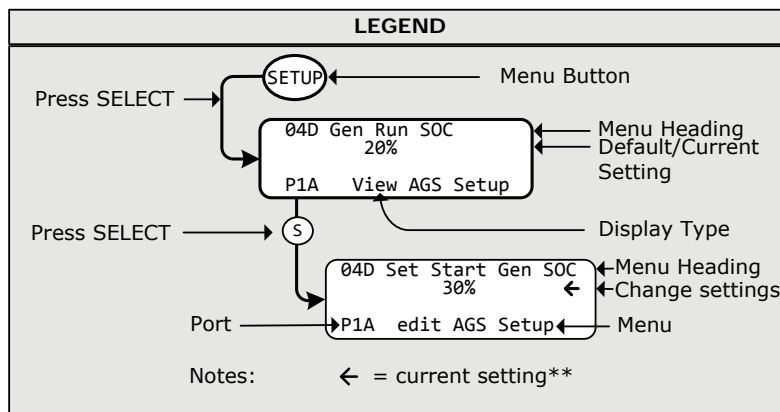 LEGEND
SETUP
Menu Button
Press SELECT
04D Gen Run SOC
20%
P1A View AGS Setup
Menu Heading
Default/Current
Setting
Display Type
Press SELECT
S
04D Set Start Gen SOC
30% ←
P1A edit AGS Setup
Menu Heading
Change settings
Port
Menu
Notes: ← = current setting**